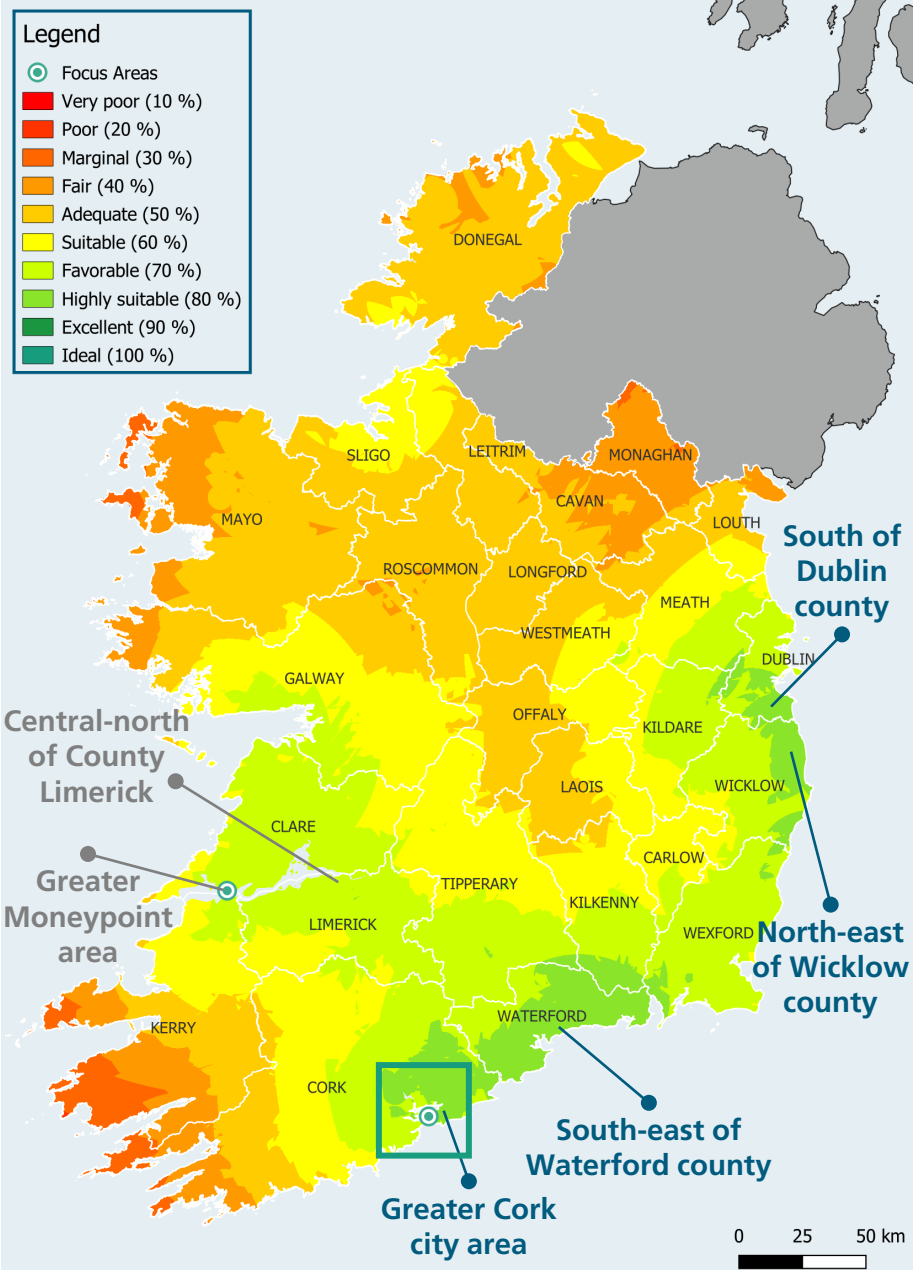 Legend
Focus Areas
Very poor (10 %)
Poor (20 %)
Marginal (30 %)
Fair (40 %)
Adequate (50 %)
Suitable (60 %)
Favorable (70 %)
Highly suitable (80 %)
Excellent (90 %)
Ideal (100 %)
DONEGAL
SLIGO
LEITRIM
MONAGHAN
CAVAN
MAYO
LOUTH
South of
Dublin
county
ROSCOMMON
LONGFORD
MEATH
WESTMEATH
DUBLIN
GALWAY
OFFALY
KILDARE
Central-north
of County
Limerick
LAOIS
WICKLOW
CLARE
CARLOW
TIPPERARY
KILKENNY
Greater
Moneypoint
area
LIMERICK
WEXFORD
North-east
of Wicklow
county
WATERFORD
KERRY
CORK
South-east of
Waterford county
Greater Cork
city area
0 25 50 km